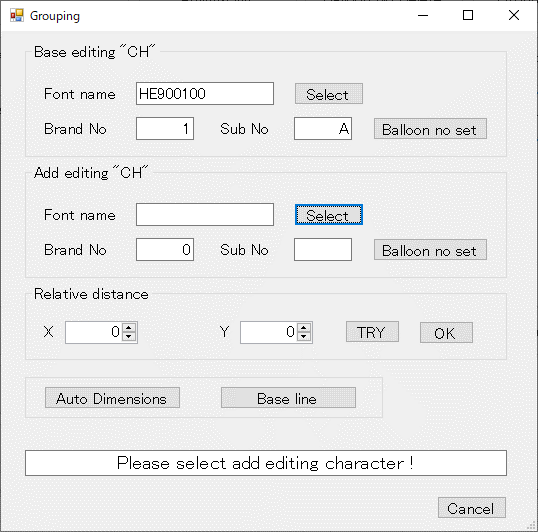 Grouping
Base editing "CH"
Font name HE900100 Select
Brand No 1 Sub No A Balloon no set
Add editing "CH"
Font name Select
Brand No 0 Sub No Balloon no set
Relative distance
X 0 Y 0 TRY OK
Auto Dimensions Base line
Please select add editing character !
Cancel